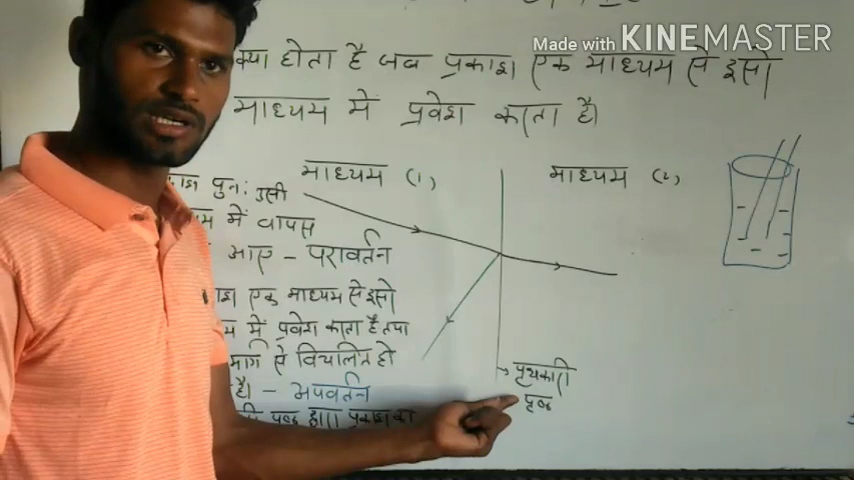 Made with KINEMASTER
क्या होता है जब प्रकाश एक माध्यम से दूसरे
माध्यम में प्रवेश करता है।
माध्यम (1)
माध्यम (2)
पुनः उसी
में वापस
आए - परावर्तन
एक माध्यम से दूसरे
में प्रवेश करता है तथा
मार्ग से विचलित हो
है। - अपवर्तन
पृष्ठ द्वारा प्रकाश का
पृथकारी
पृष्ठ